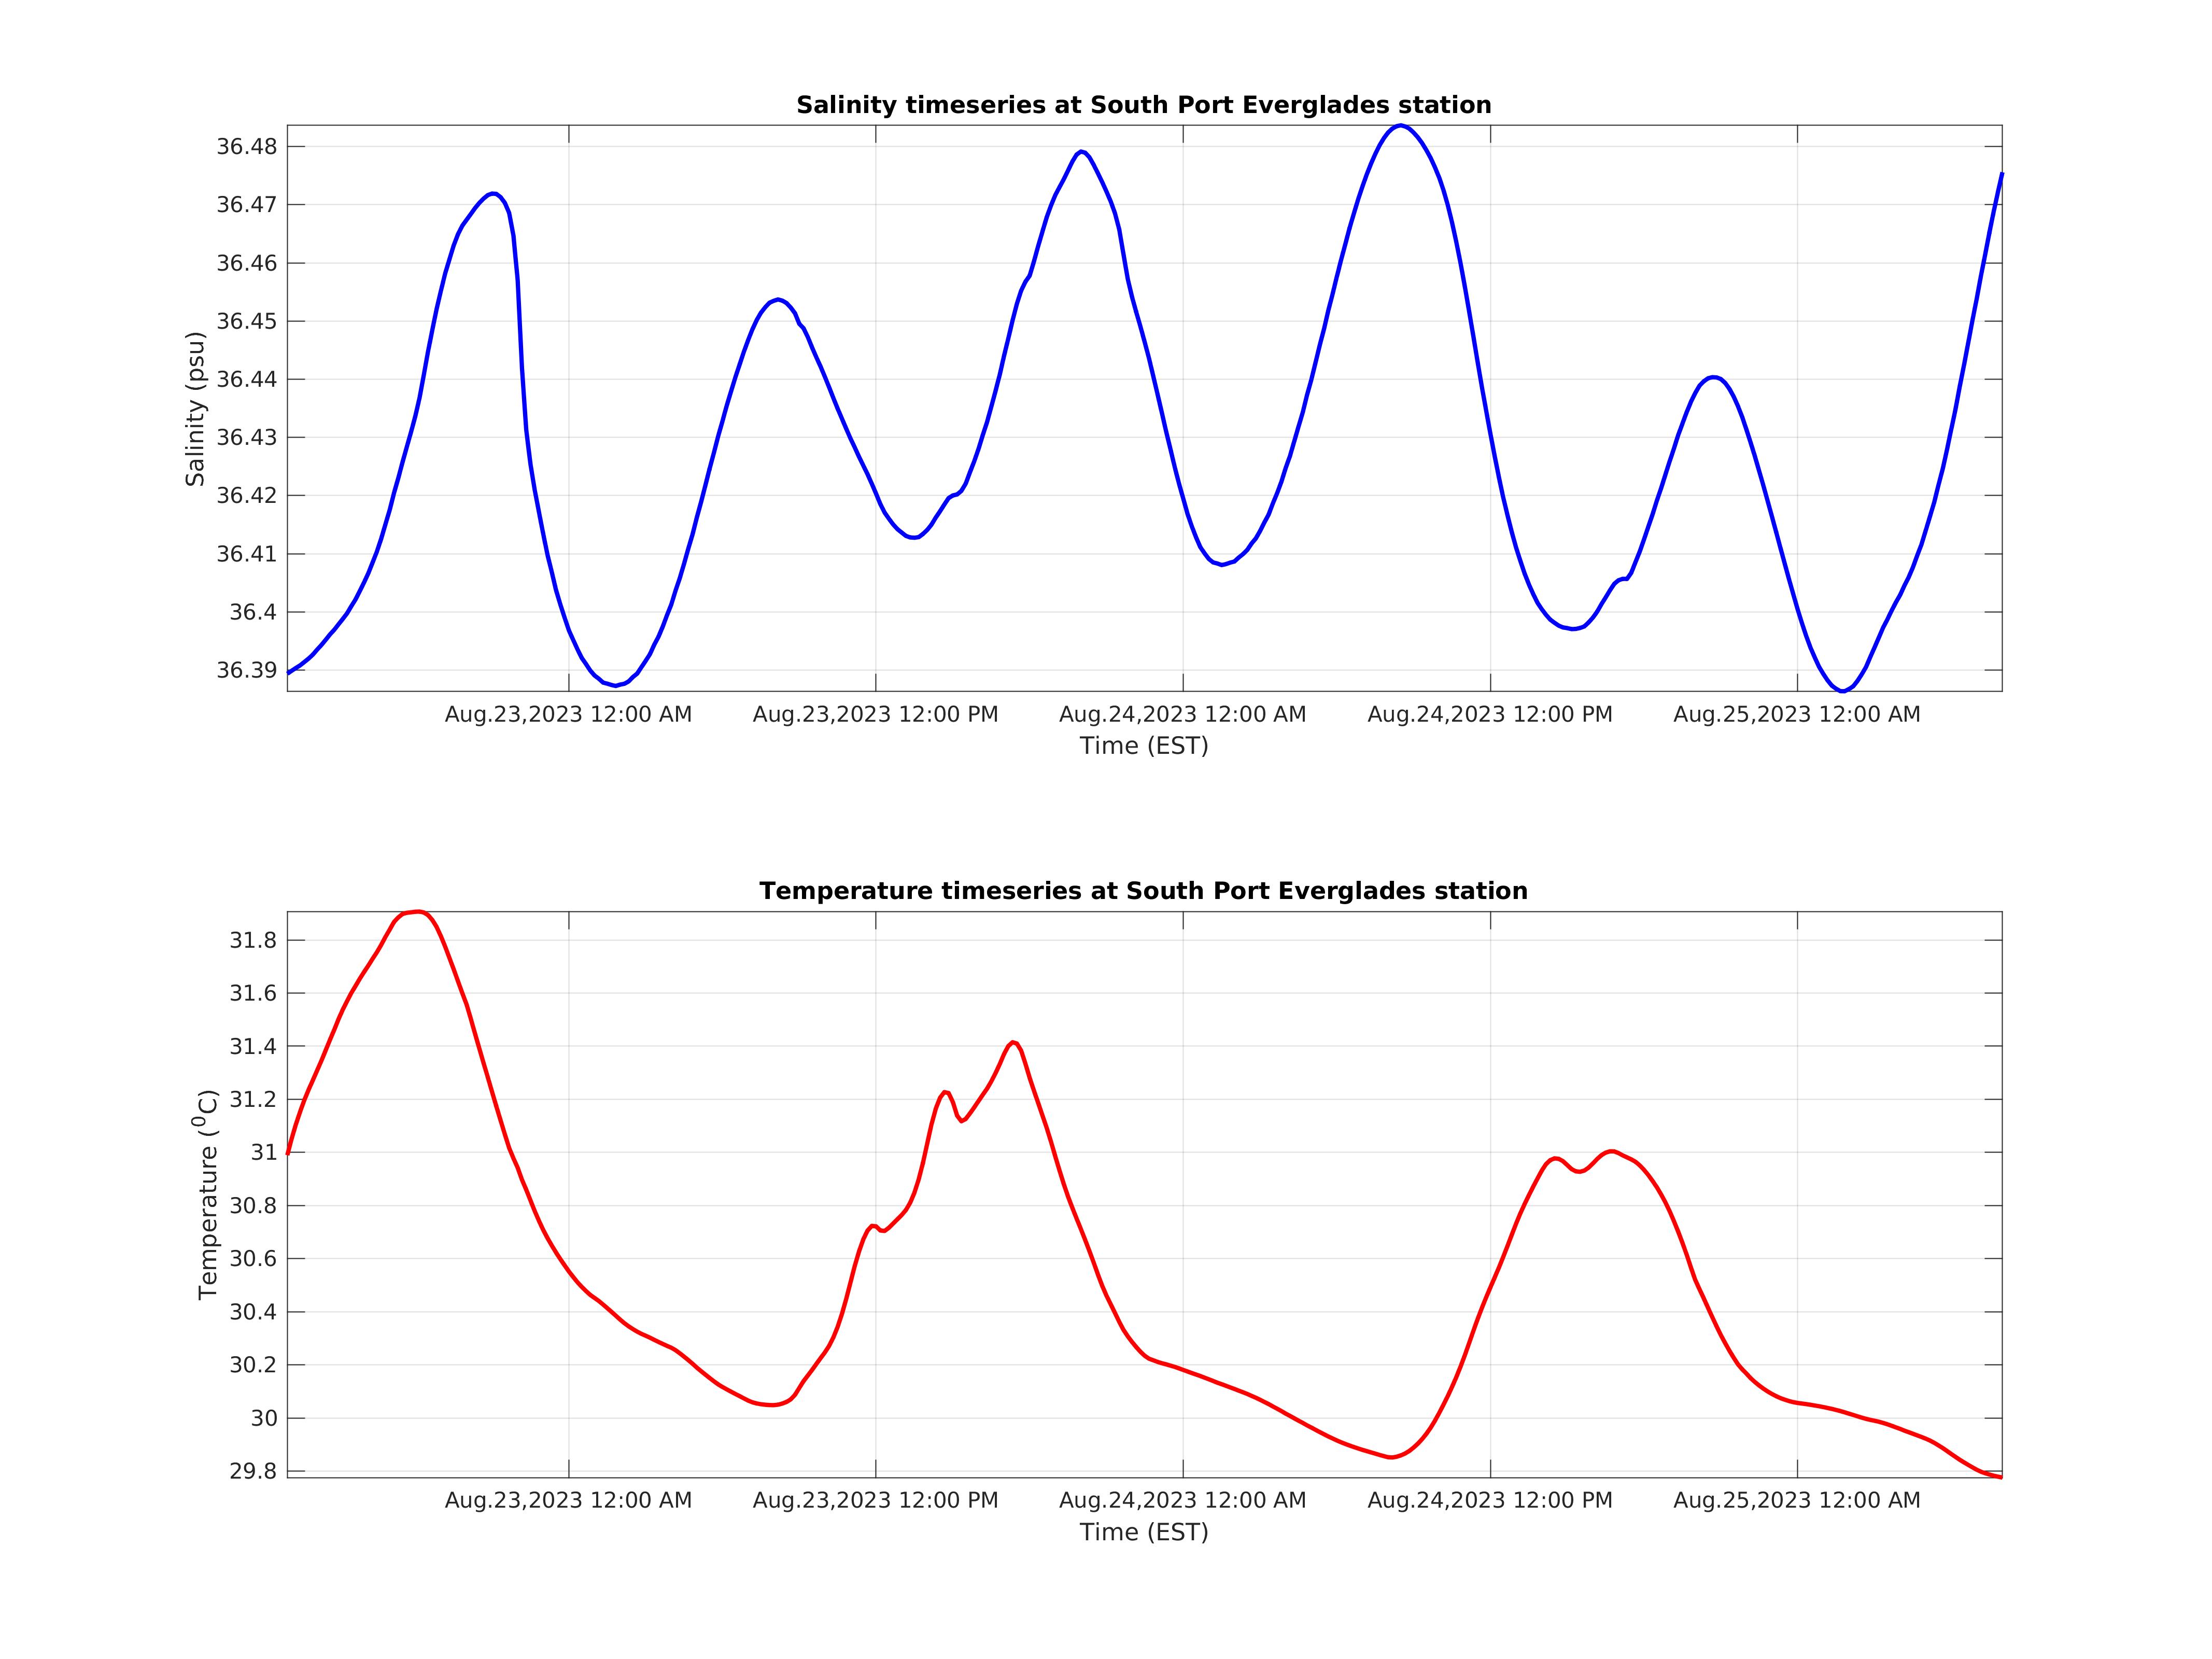 Salinity timeseries at South Port Everglades station
36.48
36.47
36.46
36.45
36.44
36.43
36.42
36.41
36.4
36.39
Salinity (psu)
Aug.23,2023 12:00 AM Aug.23,2023 12:00 PM Aug.24,2023 12:00 AM Aug.24,2023 12:00 PM Aug.25,2023 12:00 AM
Time (EST)
Temperature timeseries at South Port Everglades station
31.8
31.6
31.4
31.2
31
30.8
30.6
30.4
30.2
30
29.8
Temperature (⁰C)
Aug.23,2023 12:00 AM Aug.23,2023 12:00 PM Aug.24,2023 12:00 AM Aug.24,2023 12:00 PM Aug.25,2023 12:00 AM
Time (EST)